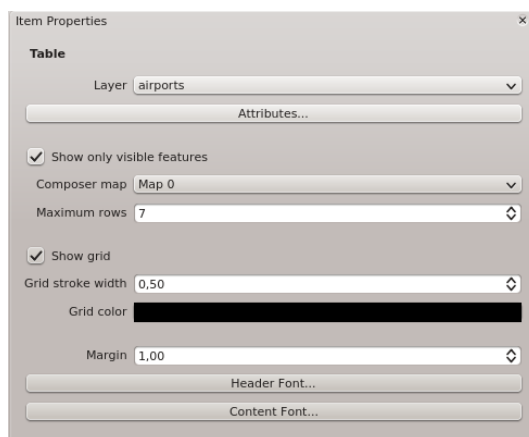 Item Properties
Table
Layer airports
Attributes...
Show only visible features
Composer map Map 0
Maximum rows 7
Show grid
Grid stroke width 0,50
Grid color
Margin 1,00
Header Font...
Content Font...